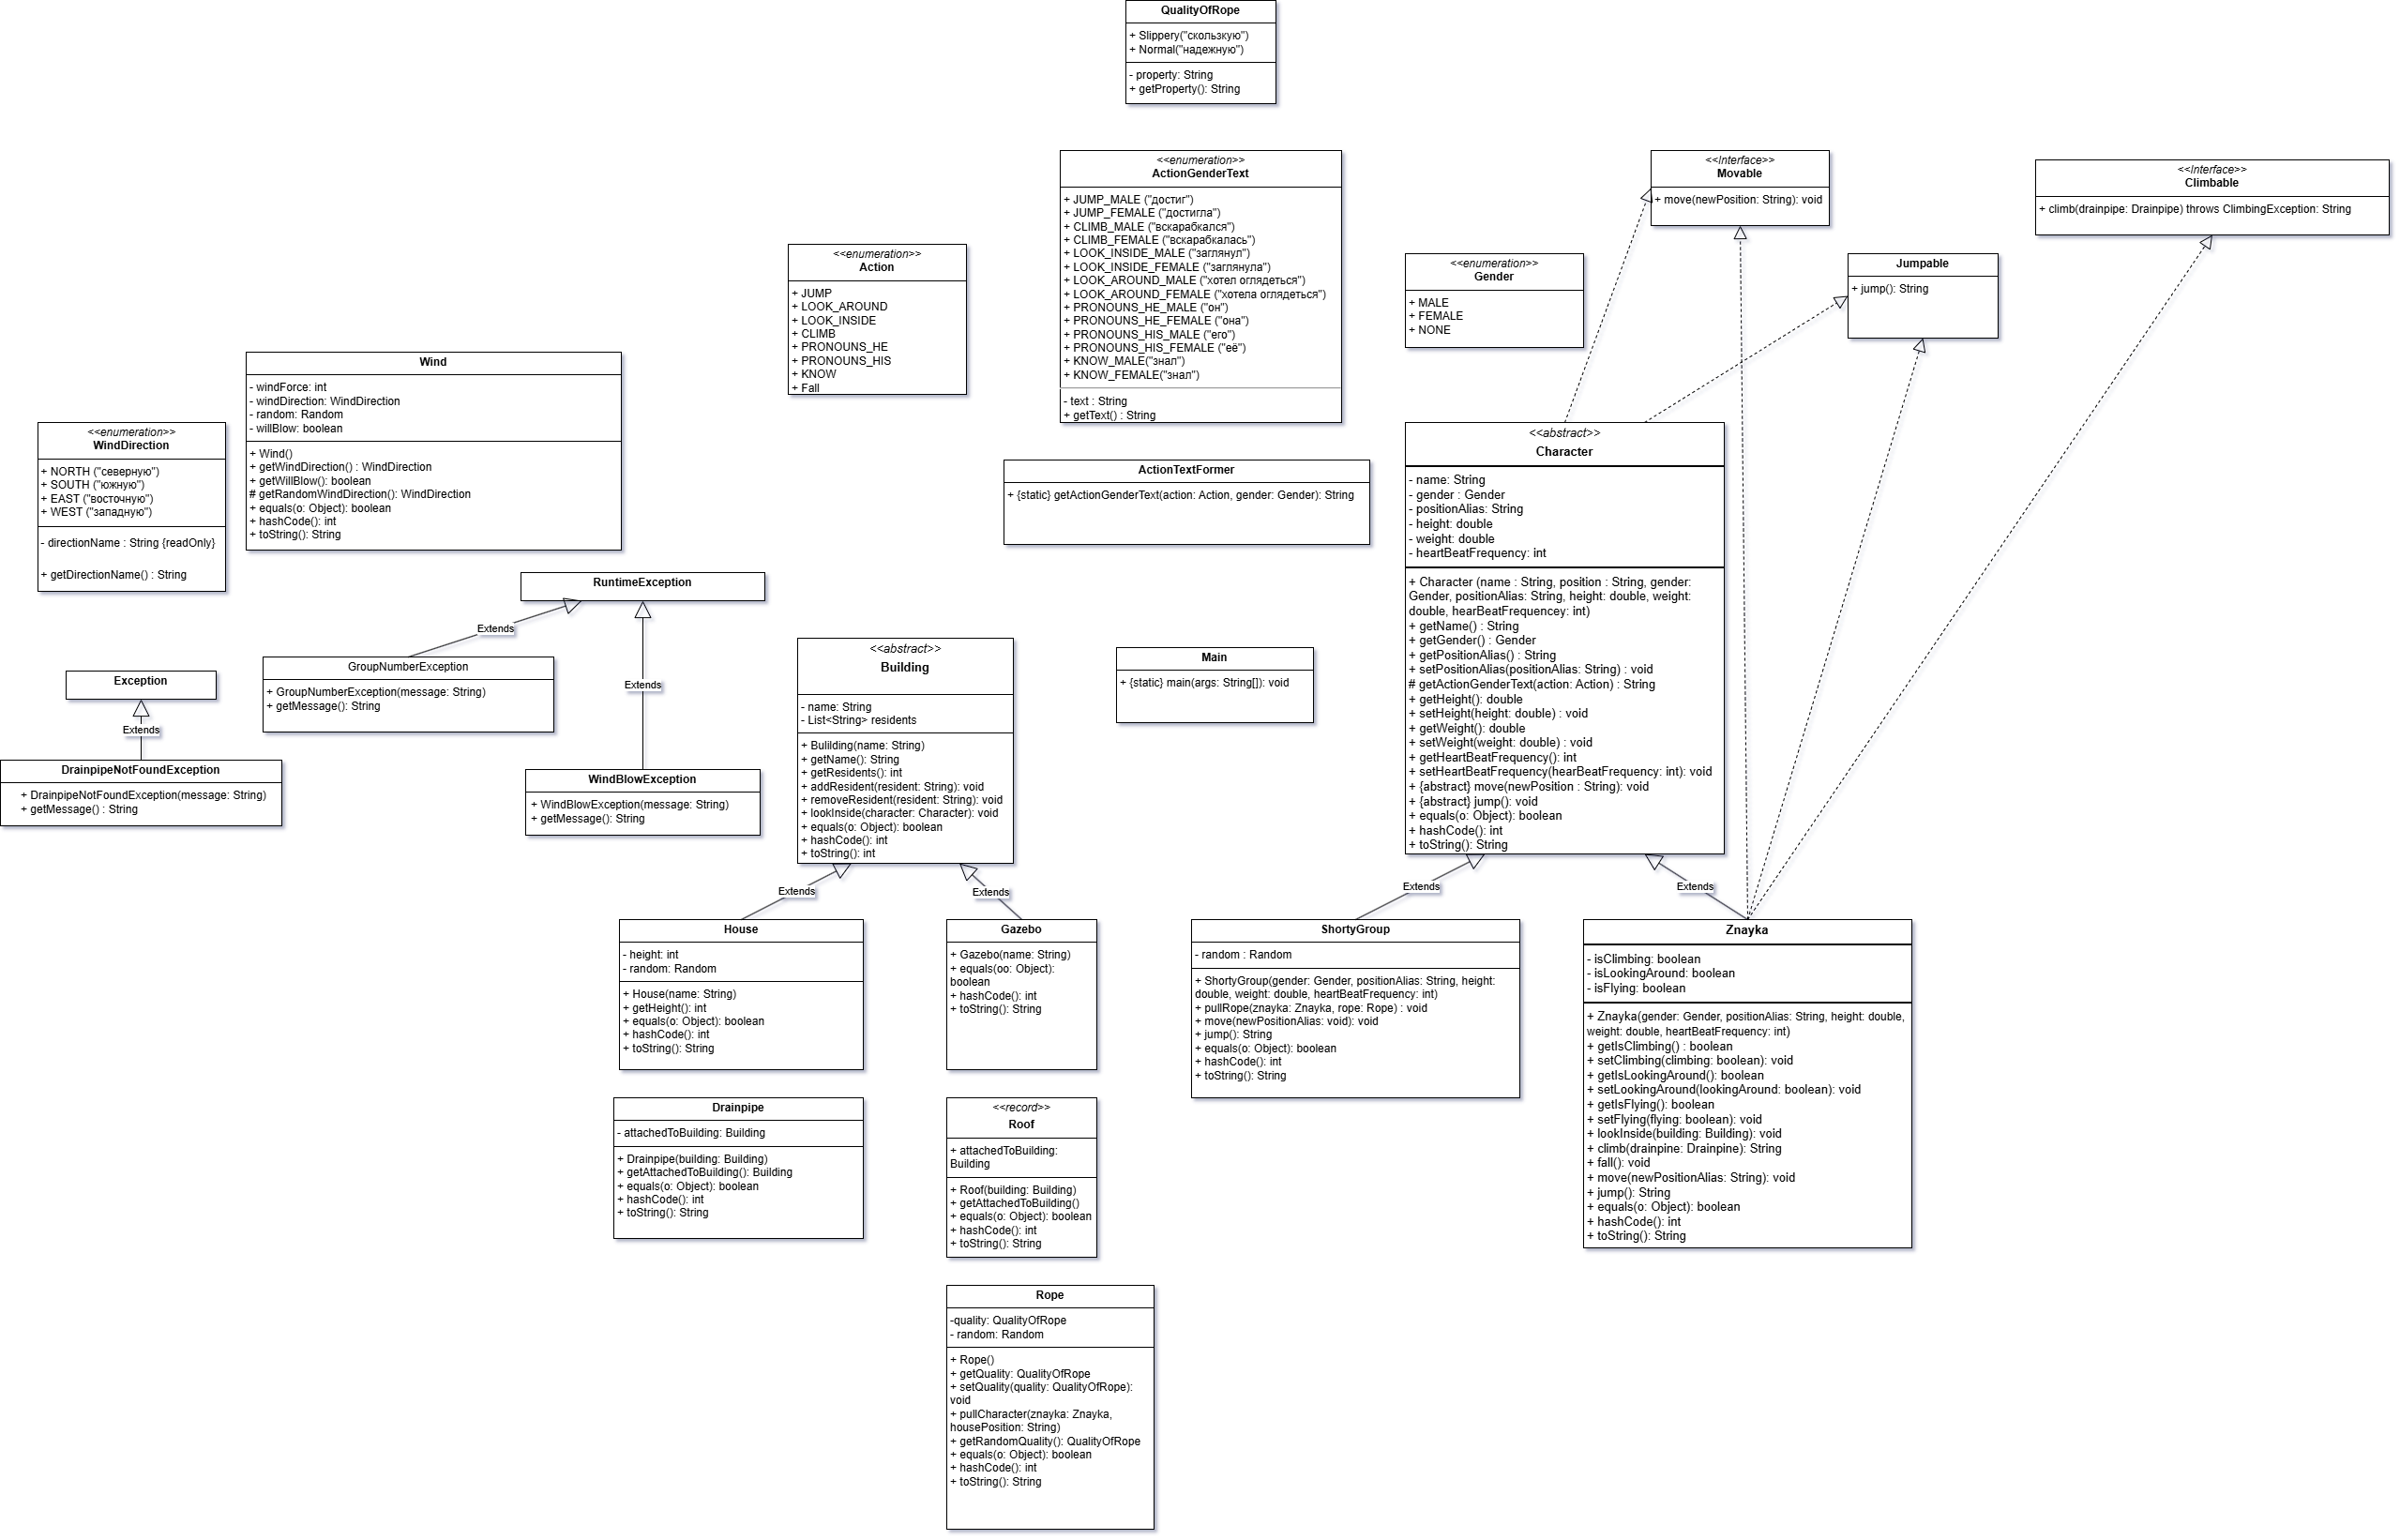 QualityOfRope
+ Slippery("скользкую")
+ Normal("надежную")
- property: String
+ getProperty(): String
<<enumeration>>
ActionGenderText
+ JUMP_MALE ("достиг")
+ JUMP_FEMALE ("достигла")
+ CLIMB_MALE ("вскарабкался")
+ CLIMB_FEMALE ("вскарабкалась")
+ LOOK_INSIDE_MALE ("заглянул")
+ LOOK_INSIDE_FEMALE ("заглянула")
+ LOOK_AROUND_MALE ("хотел оглядеться")
+ LOOK_AROUND_FEMALE ("хотела оглядеться")
+ PRONOUNS_HE_MALE ("он")
+ PRONOUNS_HE_FEMALE ("она")
+ PRONOUNS_HIS_MALE ("его")
+ PRONOUNS_HIS_FEMALE ("её")
+ KNOW_MALE("знал")
+ KNOW_FEMALE("знал")
- text : String
+ getText() : String
<<Interface>>
Movable
+ move(newPosition: String): void
<<Interface>>
Climbable
+ climb(drainpipe: Drainpipe) throws ClimbingException: String
<<enumeration>>
Action
+ JUMP
+ LOOK_AROUND
+ LOOK_INSIDE
+ CLIMB
+ PRONOUNS_HE
+ PRONOUNS_HIS
+ KNOW
+ Fall
<<enumeration>>
Gender
+ MALE
+ FEMALE
+ NONE
Jumpable
+ jump(): String
Wind
- windForce: int
- windDirection: WindDirection
- random: Random
- willBlow: boolean
+ Wind()
+ getWindDirection() : WindDirection
+ getWillBlow(): boolean
# getRandomWindDirection(): WindDirection
+ equals(o: Object): boolean
+ hashCode(): int
+ toString(): String
<<enumeration>>
WindDirection
+ NORTH ("северную")
+ SOUTH ("южную")
+ EAST ("восточную")
+ WEST ("западную")
- directionName : String {readOnly}
+ getDirectionName() : String
ActionTextFormer
+ {static} getActionGenderText(action: Action, gender: Gender): String
<<abstract>>
Character
- name: String
- gender : Gender
- positionAlias: String
- height: double
- weight: double
- heartBeatFrequency: int
+ Character (name : String, position : String, gender:
Gender, positionAlias: String, height: double, weight:
double, hearBeatFrequencey: int)
+ getName() : String
+ getGender() : Gender
+ getPositionAlias() : String
+ setPositionAlias(positionAlias: String) : void
# getActionGenderText(action: Action) : String
+ getHeight(): double
+ setHeight(height: double) : void
+ getWeight(): double
+ setWeight(weight: double) : void
+ getHeartBeatFrequency(): int
+ setHeartBeatFrequency(hearBeatFrequency: int): void
+ {abstract} move(newPosition : String): void
+ {abstract} jump(): void
+ equals(o: Object): boolean
+ hashCode(): int
+ toString(): String
RuntimeException
Extends
Extends
GroupNumberException
+ GroupNumberException(message: String)
+ getMessage(): String
Exception
Extends
DrainpipeNotFoundException
+ DrainpipeNotFoundException(message: String)
+ getMessage() : String
WindBlowException
+ WindBlowException(message: String)
+ getMessage(): String
<<abstract>>
Building
- name: String
- List<String> residents
+ Bulilding(name: String)
+ getName(): String
+ getResidents(): int
+ addResident(resident: String): void
+ removeResident(resident: String): void
+ lookInside(character: Character): void
+ equals(o: Object): boolean
+ hashCode(): int
+ toString(): int
Main
+ {static} main(args: String[]): void
Extends
Extends
Extends
Extends
House
- height: int
- random: Random
+ House(name: String)
+ getHeight(): int
+ equals(o: Object): boolean
+ hashCode(): int
+ toString(): String
Gazebo
+ Gazebo(name: String)
+ equals(oo: Object):
boolean
+ hashCode(): int
+ toString(): String
ShortyGroup
- random : Random
+ ShortyGroup(gender: Gender, positionAlias: String, height:
double, weight: double, heartBeatFrequency: int)
+ pullRope(znayka: Znayka, rope: Rope) : void
+ move(newPositionAlias: void): void
+ jump(): String
+ equals(o: Object): boolean
+ hashCode(): int
+ toString(): String
Znayka
- isClimbing: boolean
- isLookingAround: boolean
- isFlying: boolean
+ Znayka(gender: Gender, positionAlias: String, height: double,
weight: double, heartBeatFrequency: int)
+ getIsClimbing() : boolean
+ setClimbing(climbing: boolean): void
+ getIsLookingAround(): boolean
+ setLookingAround(lookingAround: boolean): void
+ getIsFlying(): boolean
+ setFlying(flying: boolean): void
+ lookInside(building: Building): void
+ climb(drainpine: Drainpine): String
+ fall(): void
+ move(newPositionAlias: String): void
+ jump(): String
+ equals(o: Object): boolean
+ hashCode(): int
+ toString(): String
Drainpipe
- attachedToBuilding: Building
+ Drainpipe(building: Building)
+ getAttachedToBuilding(): Building
+ equals(o: Object): boolean
+ hashCode(): int
+ toString(): String
<<record>>
Roof
+ attachedToBuilding:
Building
+ Roof(building: Building)
+ getAttachedToBuilding()
+ equals(o: Object): boolean
+ hashCode(): int
+ toString(): String
Rope
-quality: QualityOfRope
- random: Random
+ Rope()
+ getQuality: QualityOfRope
+ setQuality(quality: QualityOfRope):
void
+ pullCharacter(znayka: Znayka,
housePosition: String)
+ getRandomQuality(): QualityOfRope
+ equals(o: Object): boolean
+ hashCode(): int
+ toString(): String